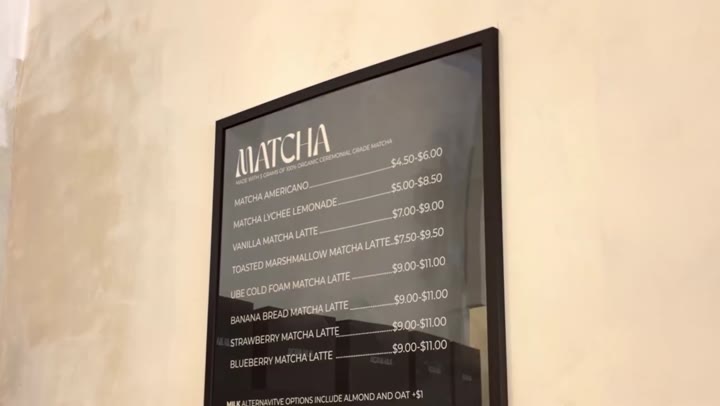 MATCHA
MADE WITH 5 GRAMS OF 100% ORGANIC CEREMONIAL GRADE MATCHA
MATCHA AMERICANO $4.50-$6.00
MATCHA LYCHEE LEMONADE $5.00-$8.50
VANILLA MATCHA LATTE $7.00-$9.00
TOASTED MARSHMALLOW MATCHA LATTE $7.50-$9.50
UBE COLD FOAM MATCHA LATTE $9.00-$11.00
BANANA BREAD MATCHA LATTE $9.00-$11.00
STRAWBERRY MATCHA LATTE $9.00-$11.00
BLUEBERRY MATCHA LATTE $9.00-$11.00
MILK ALTERNAVITVE OPTIONS INCLUDE ALMOND AND OAT +$1